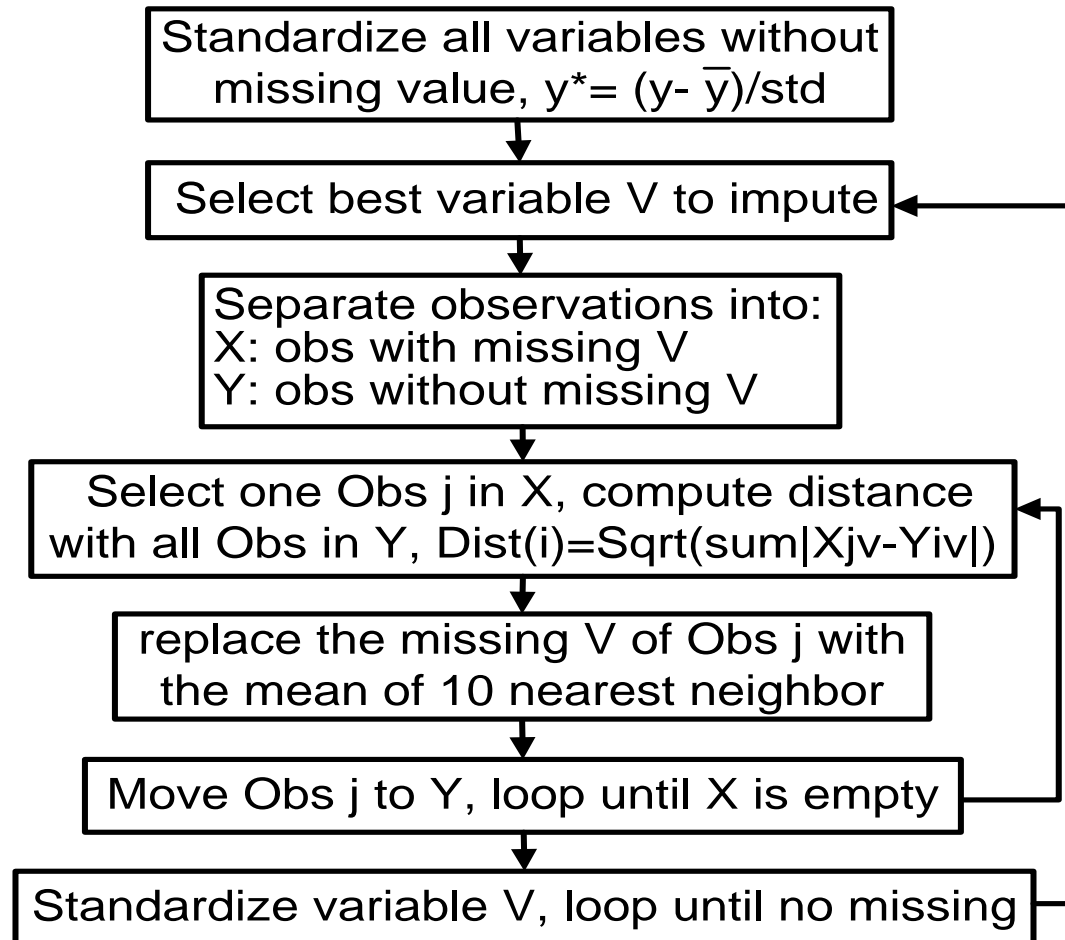 Standardize all variables without
missing value, y*= (y- y̅)/std
Select best variable V to impute
Separate observations into:
X: obs with missing V
Y: obs without missing V
Select one Obs j in X, compute distance
with all Obs in Y, Dist(i)=Sqrt(sum|Xjv-Yiv|)
replace the missing V of Obs j with
the mean of 10 nearest neighbor
Move Obs j to Y, loop until X is empty
Standardize variable V, loop until no missing